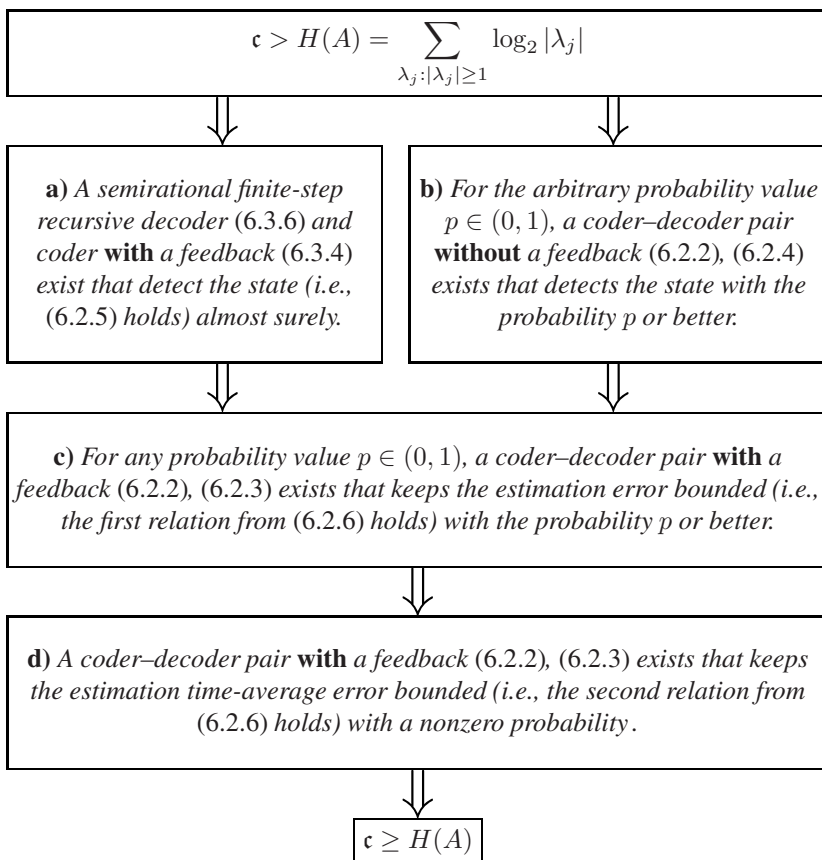 𝔠 > H(A) = ∑ log₂ |λⱼ|
λⱼ:|λⱼ|≥1
a) A semirational finite-step
recursive decoder (6.3.6) and
coder with a feedback (6.3.4)
exist that detect the state (i.e.,
(6.2.5) holds) almost surely.
b) For the arbitrary probability value
p ∈ (0, 1), a coder–decoder pair
without a feedback (6.2.2), (6.2.4)
exists that detects the state with the
probability p or better.
c) For any probability value p ∈ (0, 1), a coder–decoder pair with a
feedback (6.2.2), (6.2.3) exists that keeps the estimation error bounded (i.e.,
the first relation from (6.2.6) holds) with the probability p or better.
d) A coder–decoder pair with a feedback (6.2.2), (6.2.3) exists that keeps
the estimation time-average error bounded (i.e., the second relation from
(6.2.6) holds) with a nonzero probability.
𝔠 ≥ H(A)